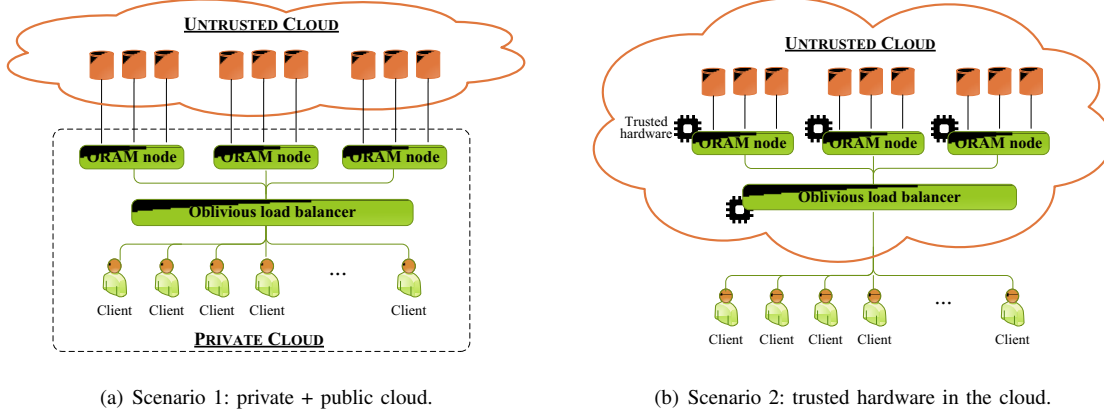 UNTRUSTED CLOUD
ORAM node ORAM node ORAM node
Oblivious load balancer
...
Client Client Client Client Client
PRIVATE CLOUD
(a) Scenario 1: private + public cloud.
UNTRUSTED CLOUD
Trusted
hardware
ORAM node ORAM node ORAM node
Oblivious load balancer
...
Client Client Client Client Client
(b) Scenario 2: trusted hardware in the cloud.